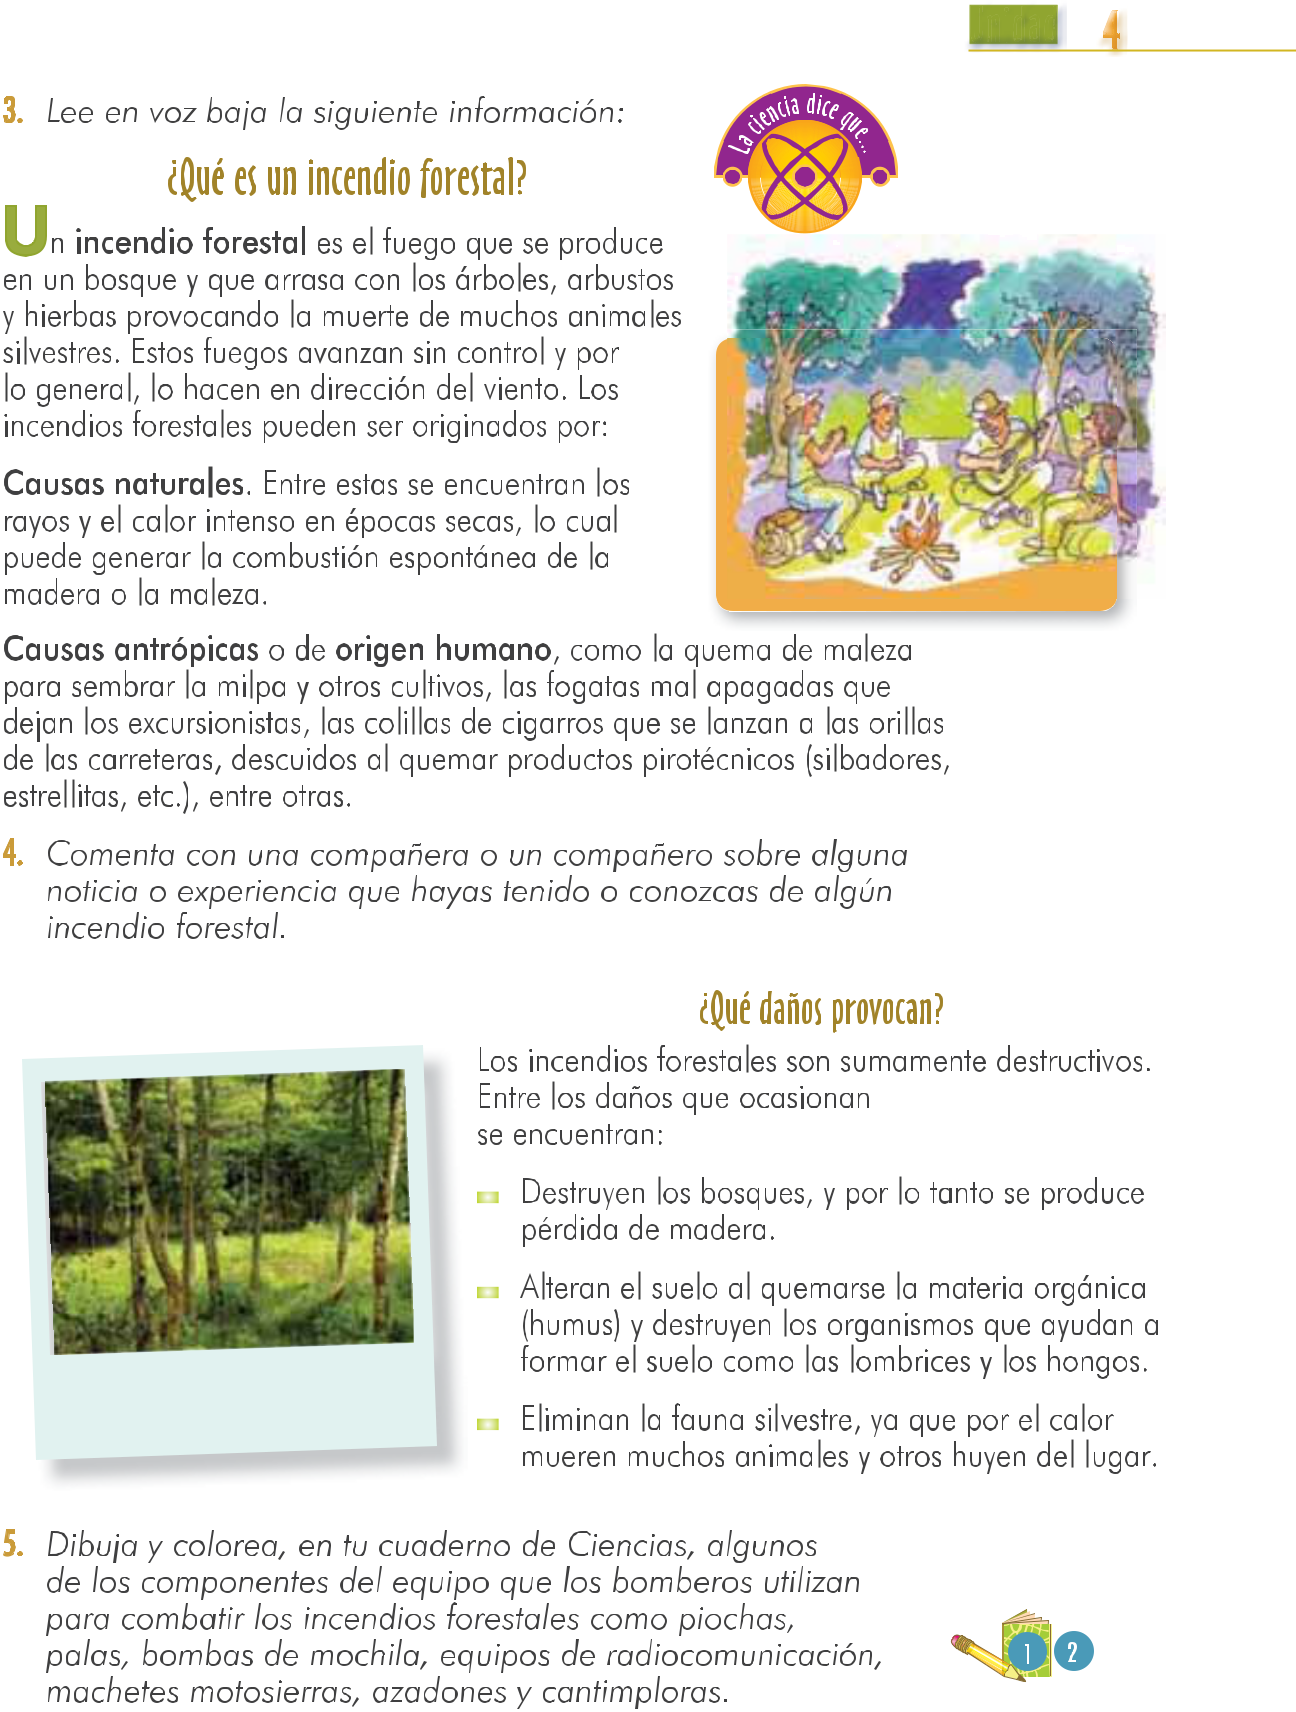 4
3. Lee en voz baja la siguiente información:
La ciencia dice que...
¿Qué es un incendio forestal?
Un incendio forestal es el fuego que se produce
en un bosque y que arrasa con los árboles, arbustos
y hierbas provocando la muerte de muchos animales
silvestres. Estos fuegos avanzan sin control y por
lo general, lo hacen en dirección del viento. Los
incendios forestales pueden ser originados por:
Causas naturales. Entre estas se encuentran los
rayos y el calor intenso en épocas secas, lo cual
puede generar la combustión espontánea de la
madera o la maleza.
Causas antrópicas o de origen humano, como la quema de maleza
para sembrar la milpa y otros cultivos, las fogatas mal apagadas que
dejan los excursionistas, las colillas de cigarros que se lanzan a las orillas
de las carreteras, descuidos al quemar productos pirotécnicos (silbadores,
estrellitas, etc.), entre otras.
4. Comenta con una compañera o un compañero sobre alguna
noticia o experiencia que hayas tenido o conozcas de algún
incendio forestal.
¿Qué daños provocan?
Los incendios forestales son sumamente destructivos.
Entre los daños que ocasionan
se encuentran:
Destruyen los bosques, y por lo tanto se produce
pérdida de madera.
Alteran el suelo al quemarse la materia orgánica
(humus) y destruyen los organismos que ayudan a
formar el suelo como las lombrices y los hongos.
Eliminan la fauna silvestre, ya que por el calor
mueren muchos animales y otros huyen del lugar.
5. Dibuja y colorea, en tu cuaderno de Ciencias, algunos
de los componentes del equipo que los bomberos utilizan
para combatir los incendios forestales como piochas,
palas, bombas de mochila, equipos de radiocomunicación,
machetes motosierras, azadones y cantimploras.
1 2